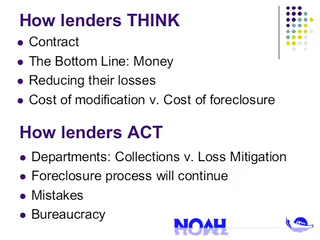 How lenders THINK
Contract
The Bottom Line: Money
Reducing their losses
Cost of modification v. Cost of foreclosure
How lenders ACT
Departments: Collections v. Loss Mitigation
Foreclosure process will continue
Mistakes
Bureaucracy
NOAH